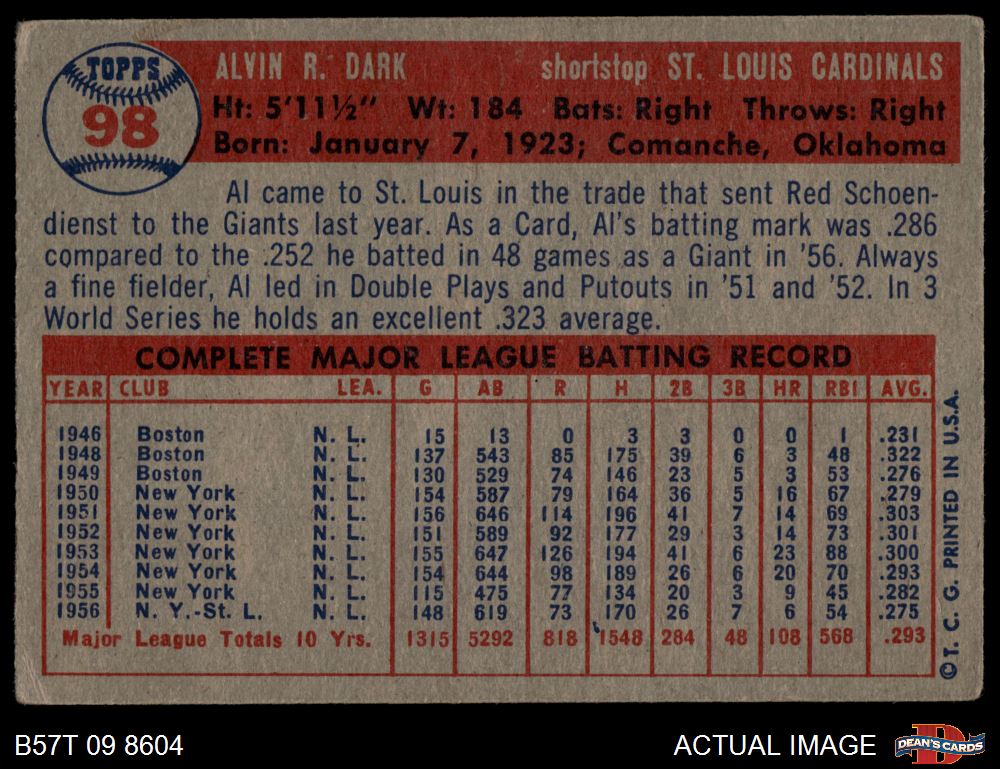 TOPPS
98
ALVIN R. DARK shortstop ST. LOUIS CARDINALS
Ht: 5'11½" Wt: 184 Bats: Right Throws: Right
Born: January 7, 1923; Comanche, Oklahoma
Al came to St. Louis in the trade that sent Red Schoen-
dienst to the Giants last year. As a Card, Al's batting mark was .286
compared to the .252 he batted in 48 games as a Giant in '56. Always
a fine fielder, Al led in Double Plays and Putouts in '51 and '52. In 3
World Series he holds an excellent .323 average.
COMPLETE MAJOR LEAGUE BATTING RECORD
YEAR CLUB LEA. G AB R H 2B 3B HR RBI AVG.
1946 Boston N. L. 15 13 0 3 3 0 0 1 .231
1948 Boston N. L. 137 543 85 175 39 6 3 48 .322
1949 Boston N. L. 130 529 74 146 23 5 3 53 .276
1950 New York N. L. 154 587 79 164 36 5 16 67 .279
1951 New York N. L. 156 646 114 196 41 7 14 69 .303
1952 New York N. L. 151 589 92 177 29 3 14 73 .301
1953 New York N. L. 155 647 126 194 41 6 23 88 .300
1954 New York N. L. 154 644 98 189 26 6 20 70 .293
1955 New York N. L. 115 475 77 134 20 3 9 45 .282
1956 N. Y.-St. L. N. L. 148 619 73 170 26 7 6 54 .275
Major League Totals 10 Yrs. 1315 5292 818 1548 284 48 108 568 .293
© T. C. G. PRINTED IN U.S.A.
B57T 09 8604
ACTUAL IMAGE
DEAN'S CARDS